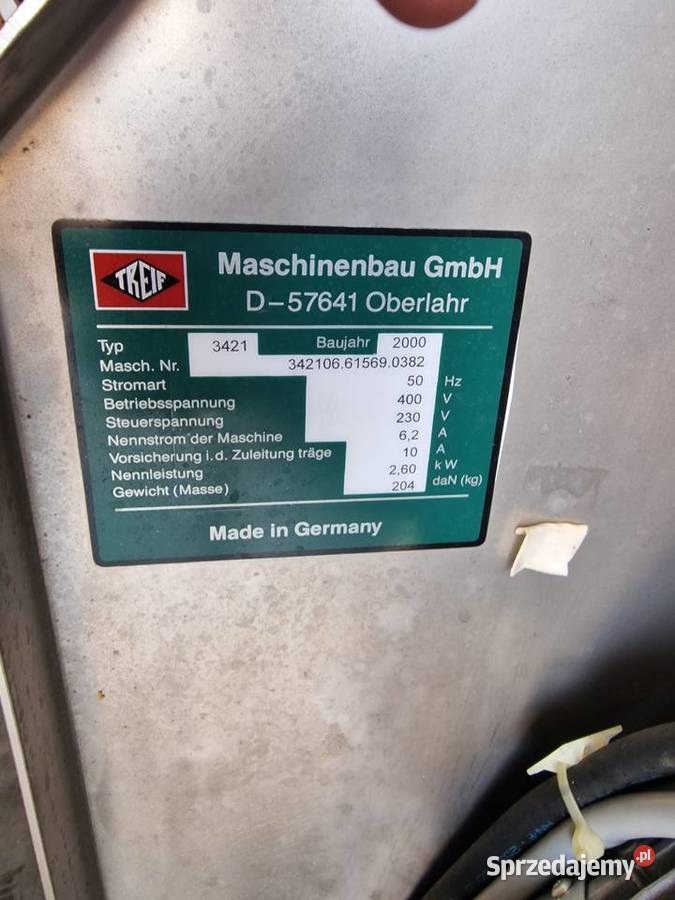 TREIF
Maschinenbau GmbH
D-57641 Oberlahr
Typ 3421 Baujahr 2000
Masch. Nr. 342106.61569.0382
Stromart 50 Hz
Betriebsspannung 400 V
Steuerspannung 230 V
Nennstrom der Maschine 6,2 A
Vorsicherung i.d. Zuleitung träge 10 A
Nennleistung 2,60 kW
Gewicht (Masse) 204 daN (kg)
Made in Germany
Sprzedajemy.pl